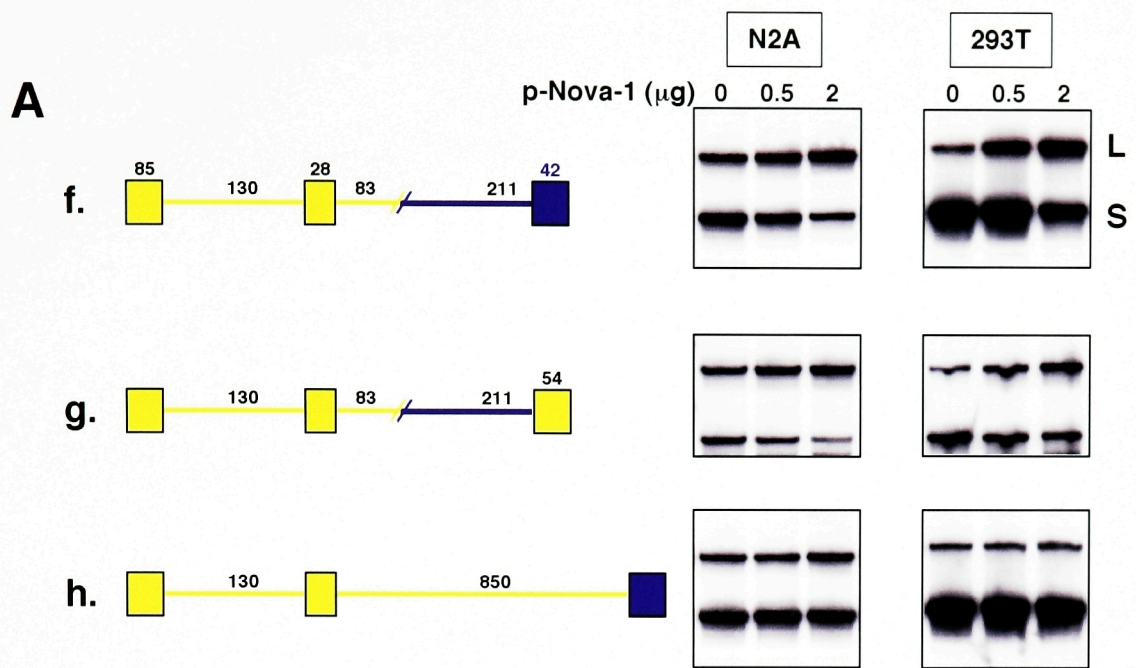 A
N2A 293T
p-Nova-1 (μg) 0 0.5 2 0 0.5 2
f. 85 130 28 83 211 42 L
S
g. 130 83 211 54
h. 130 850